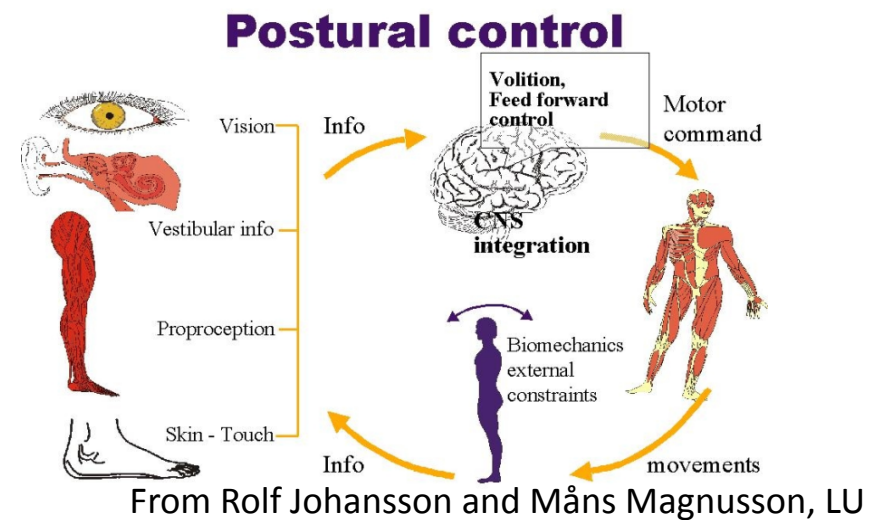 Postural control
Vision
Vestibular info
Proproception
Skin - Touch
Info
Volition,
Feed forward
control
CNS
integration
Motor
command
Biomechanics
external
constraints
movements
Info
From Rolf Johansson and Måns Magnusson, LU